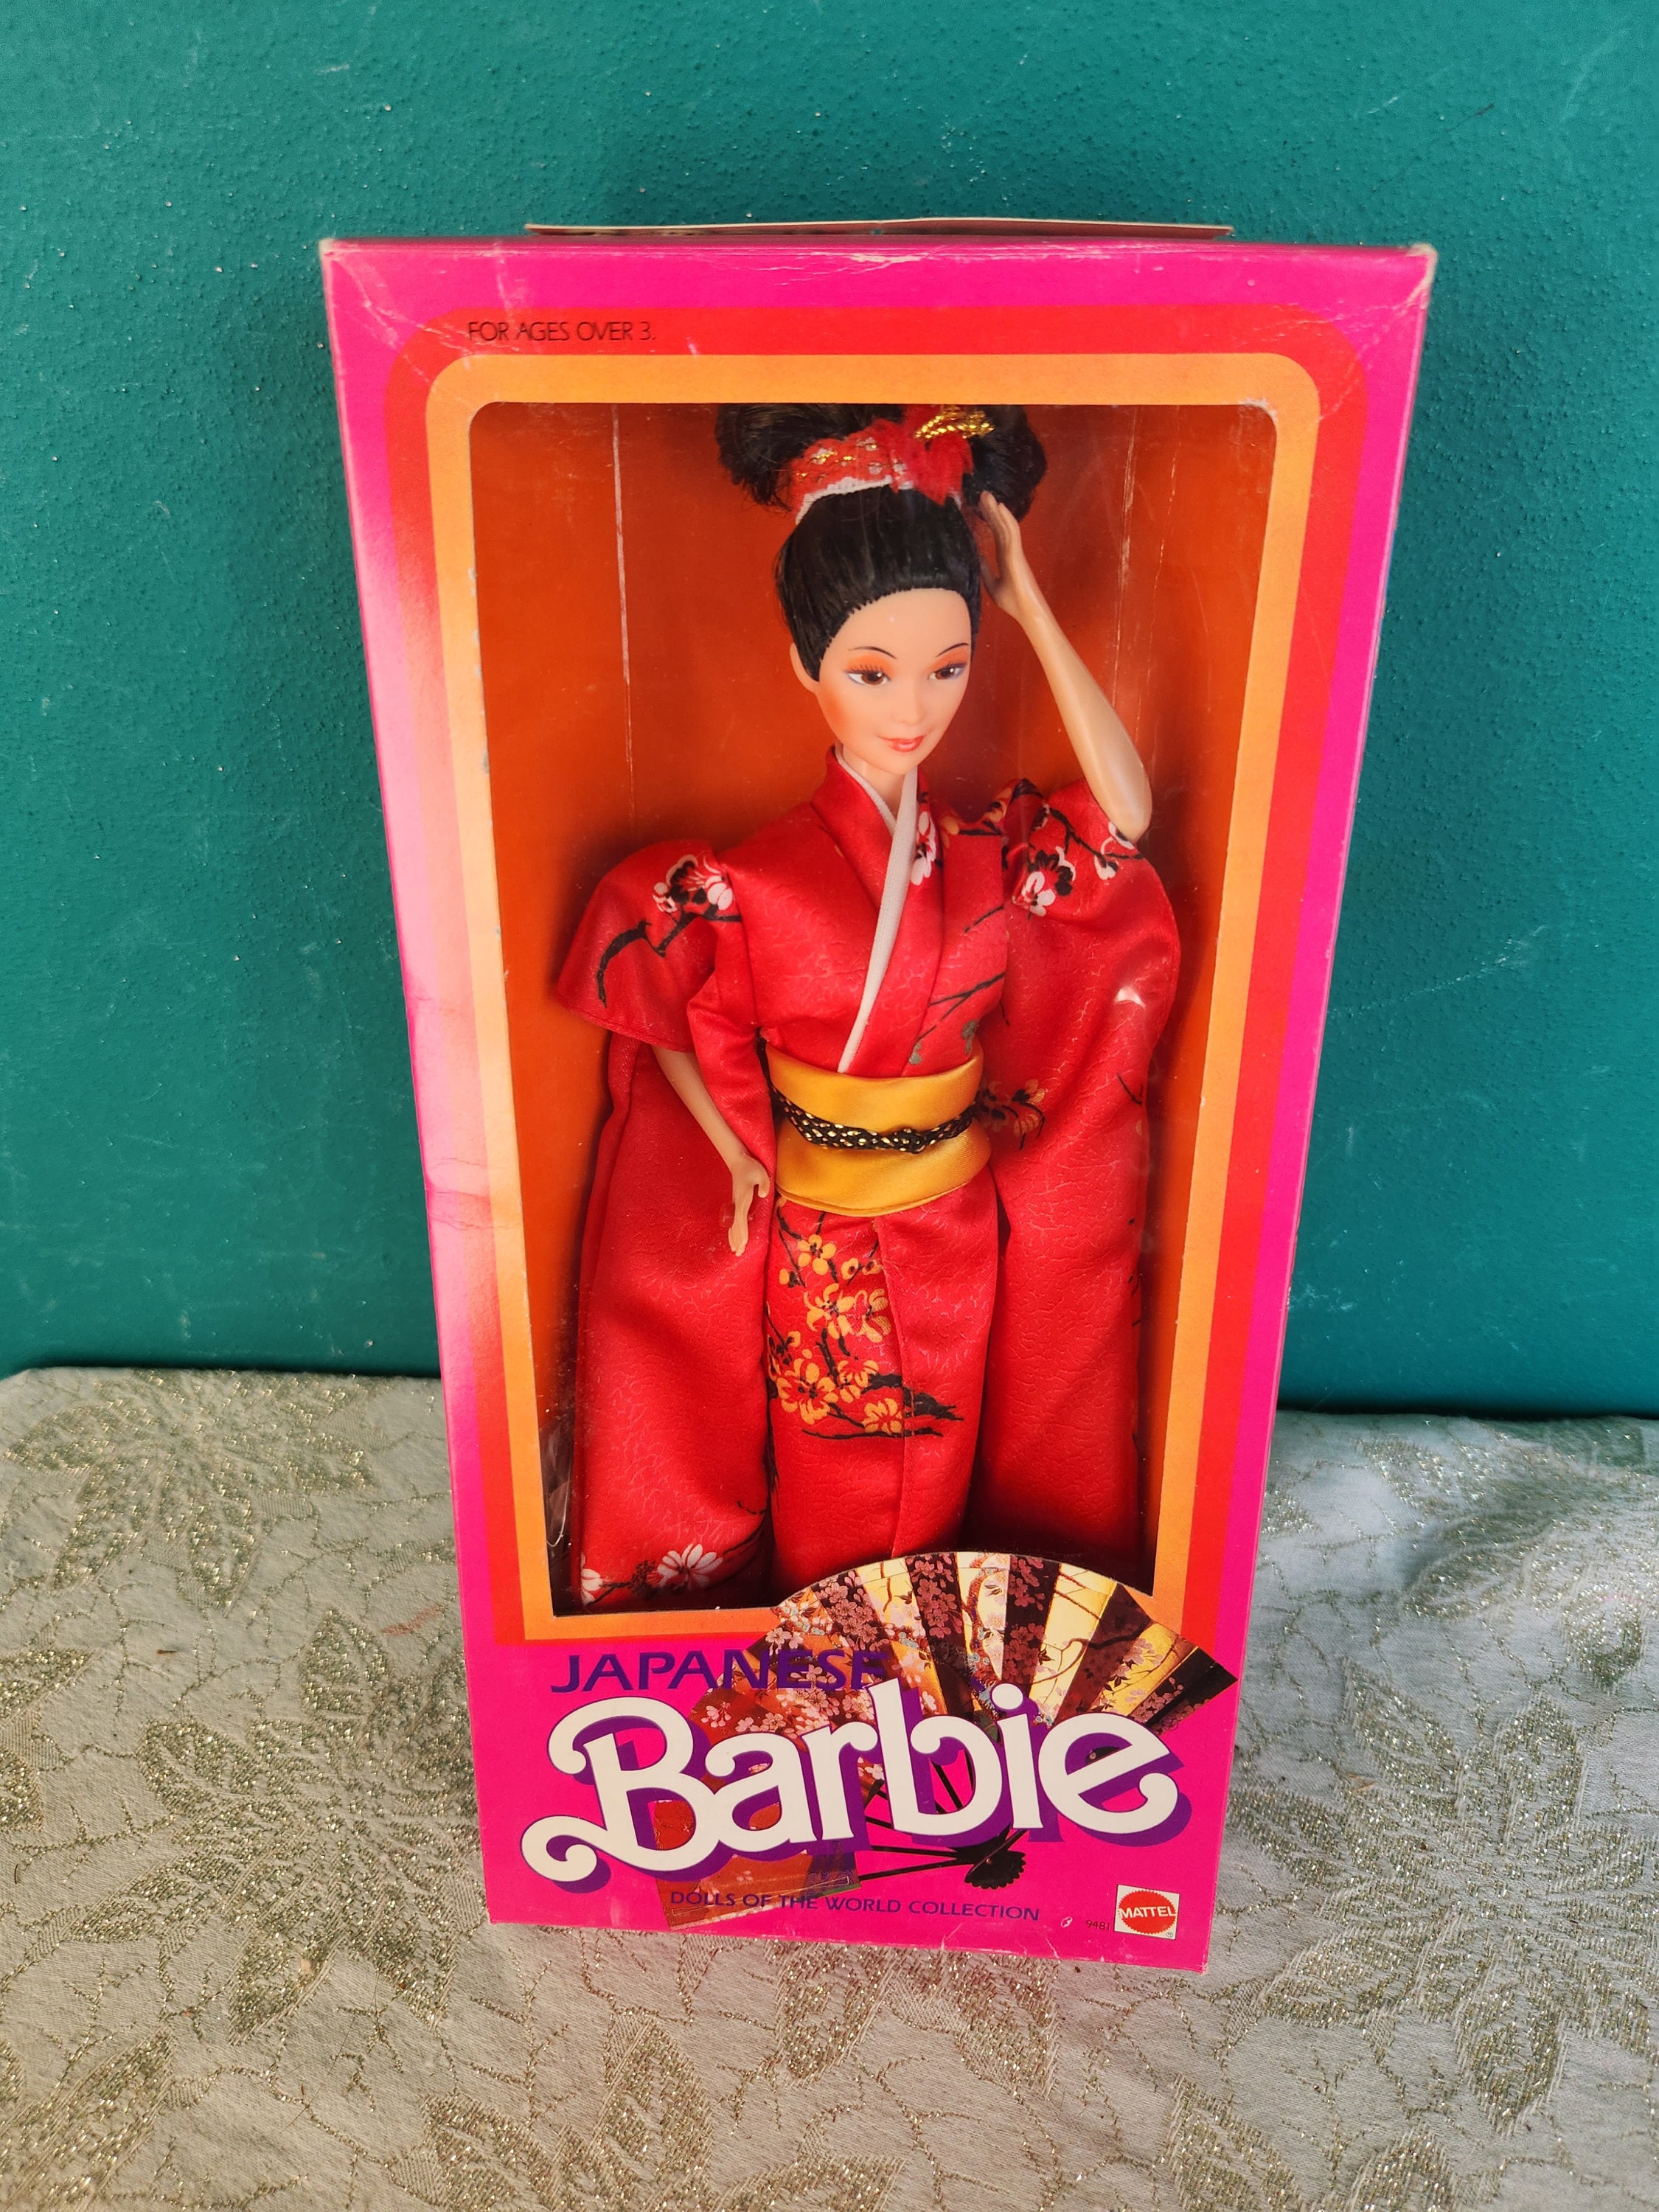 FOR AGES OVER 3.
JAPANESE
Barbie
DOLLS OF THE WORLD COLLECTION
9481
MATTEL